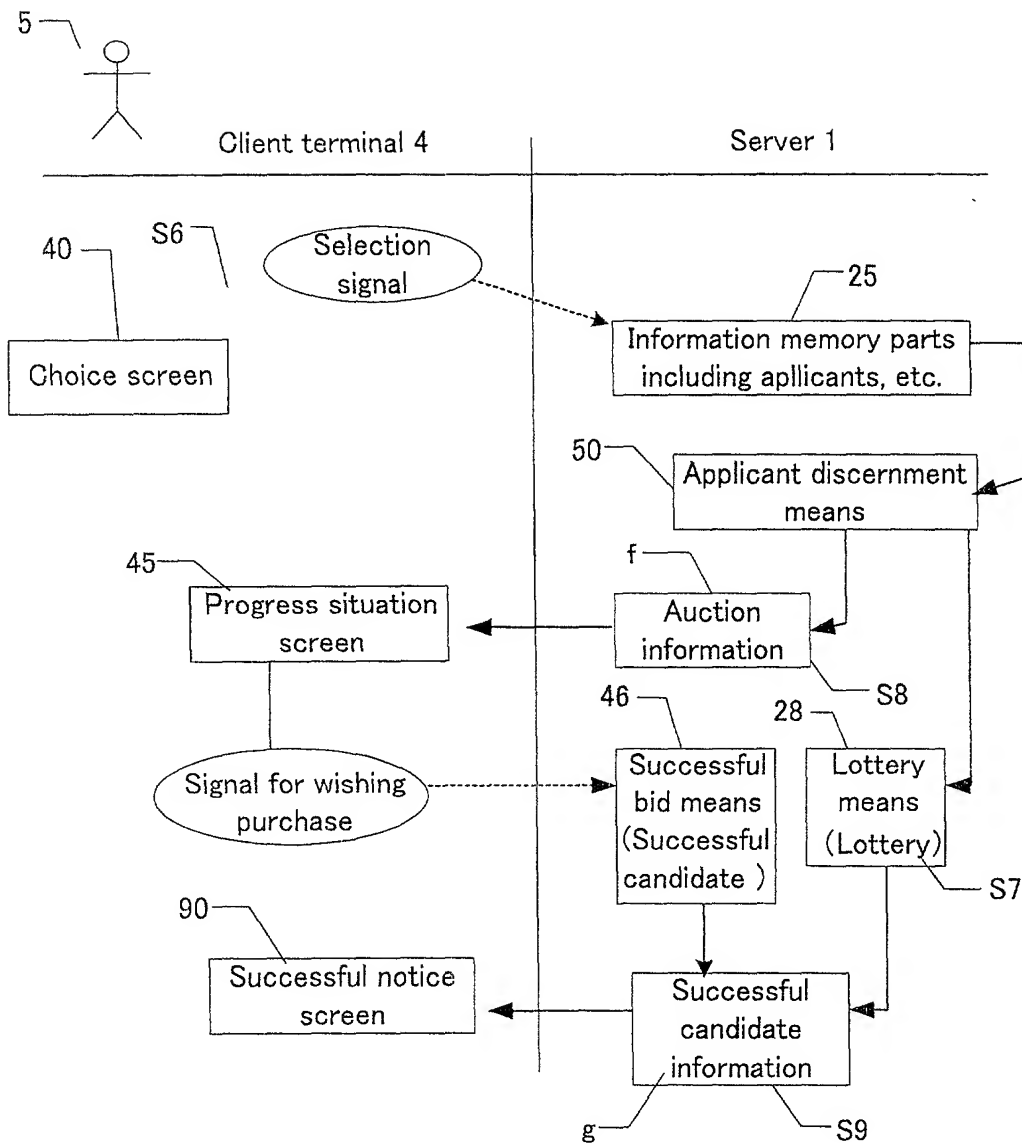 5
Client terminal 4
Server 1
40
S6
Selection
signal
25
Choice screen
Information memory parts
including apllicants, etc.
50
Applicant discernment
means
45
f
Progress situation
screen
Auction
information
S8
46
28
Signal for wishing
purchase
Successful
bid means
(Successful
candidate )
Lottery
means
(Lottery)
S7
90
Successful notice
screen
Successful
candidate
information
g
S9